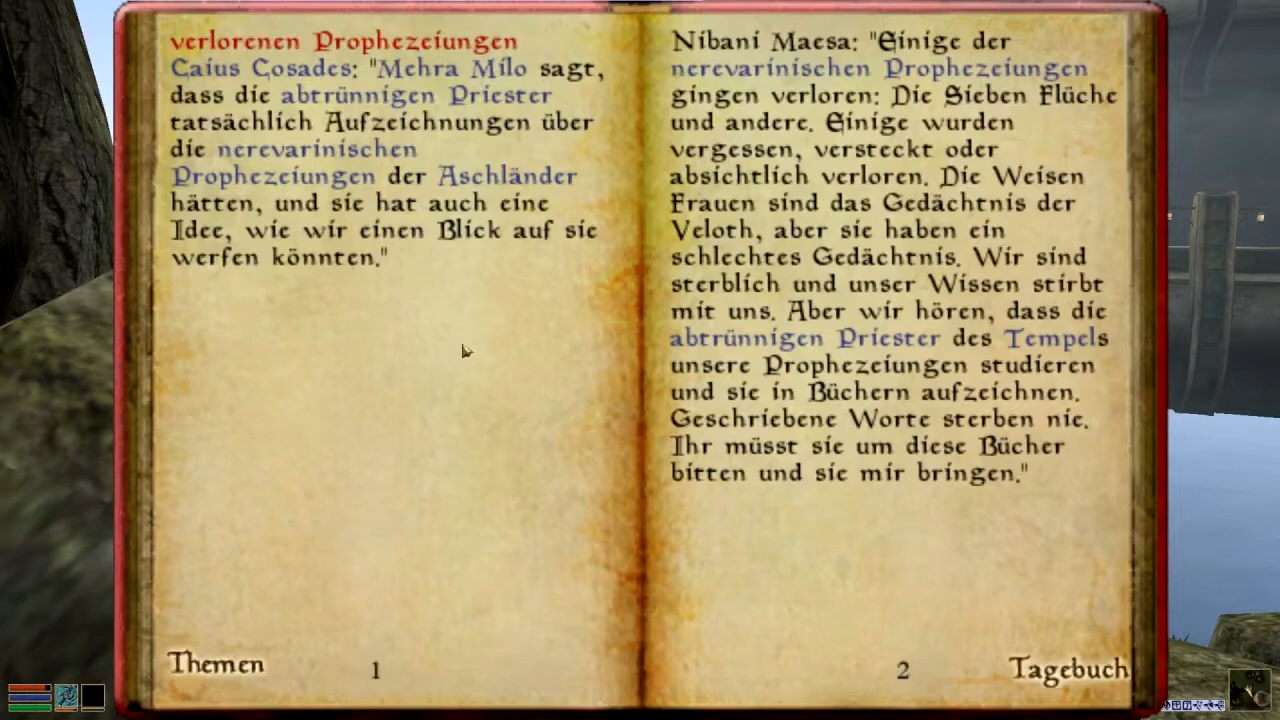 verlorenen Prophezeiungen
Caius Cosades: "Mehra Milo sagt,
dass die abtrünnigen Priester
tatsächlich Aufzeichnungen über
die nerevarinischen
Prophezeiungen der Aschländer
hätten, und sie hat auch eine
Idee, wie wir einen Blick auf sie
werfen könnten."
Themen
1
Nibani Maesa: "Einige der
nerevarinischen Prophezeiungen
gingen verloren: Die Sieben Flüche
und andere. Einige wurden
vergessen, versteckt oder
absichtlich verloren. Die Weisen
Frauen sind das Gedächtnis der
Veloth, aber sie haben ein
schlechtes Gedächtnis. Wir sind
sterblich und unser Wissen stirbt
mit uns. Aber wir hören, dass die
abtrünnigen Priester des Tempels
unsere Prophezeiungen studieren
und sie in Büchern aufzeichnen.
Geschriebene Worte sterben nie.
Ihr müsst sie um diese Bücher
bitten und sie mir bringen."
2
Tagebuch